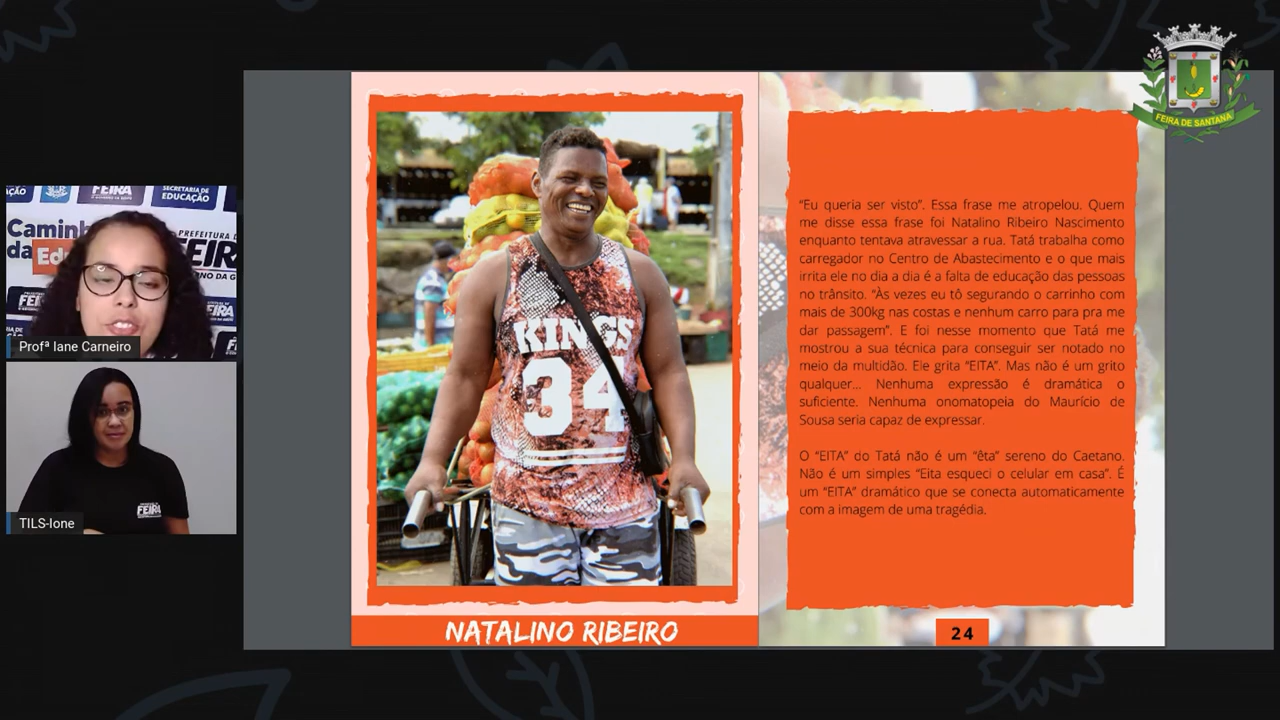 FEIRA
SECRETARIA DE
EDUCAÇÃO
Caminh
da Edu
PREFEITURA D
FEIR
RNO DA G
Profª Iane Carneiro
FEIRA
TILS-Ione
KINGS
34
NATALINO RIBEIRO
FEIRA DE SANTANA
“Eu queria ser visto”. Essa frase me atropelou. Quem
me disse essa frase foi Natalino Ribeiro Nascimento
enquanto tentava atravessar a rua. Tatá trabalha como
carregador no Centro de Abastecimento e o que mais
irrita ele no dia a dia é a falta de educação das pessoas
no trânsito. “Às vezes eu tô segurando o carrinho com
mais de 300kg nas costas e nenhum carro para pra me
dar passagem”. E foi nesse momento que Tatá me
mostrou a sua técnica para conseguir ser notado no
meio da multidão. Ele grita “EITA”. Mas não é um grito
qualquer... Nenhuma expressão é dramática o
suficiente. Nenhuma onomatopeia do Maurício de
Sousa seria capaz de expressar.
O “EITA” do Tatá não é um “êta” sereno do Caetano.
Não é um simples “Eita esqueci o celular em casa”. É
um “EITA” dramático que se conecta automaticamente
com a imagem de uma tragédia.
24